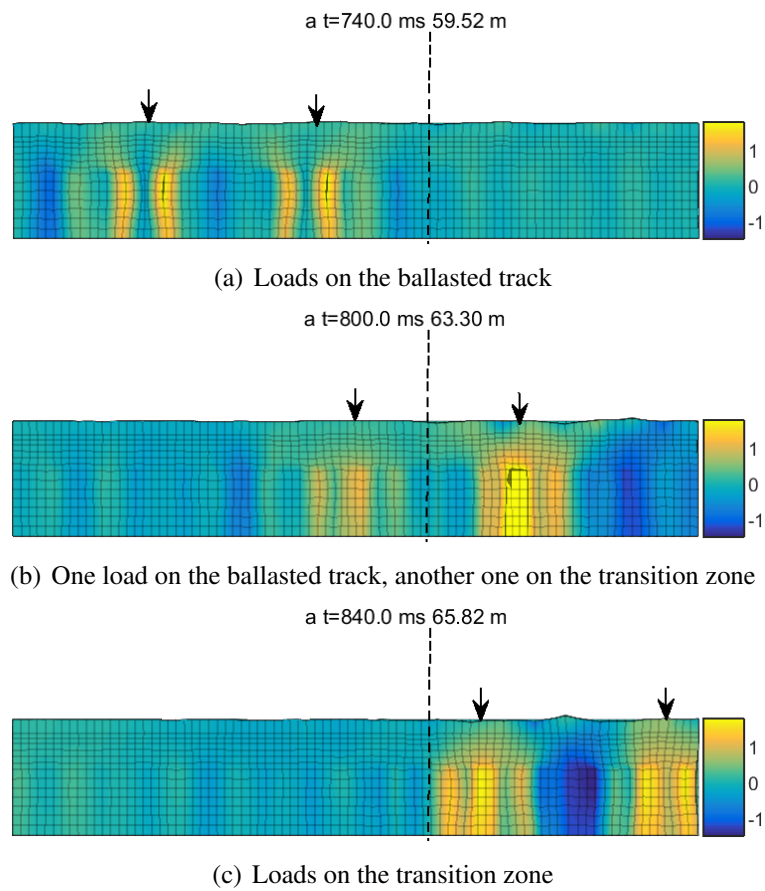 a t=740.0 ms 59.52 m
1
0
-1
(a) Loads on the ballasted track
a t=800.0 ms 63.30 m
1
0
-1
(b) One load on the ballasted track, another one on the transition zone
a t=840.0 ms 65.82 m
1
0
-1
(c) Loads on the transition zone